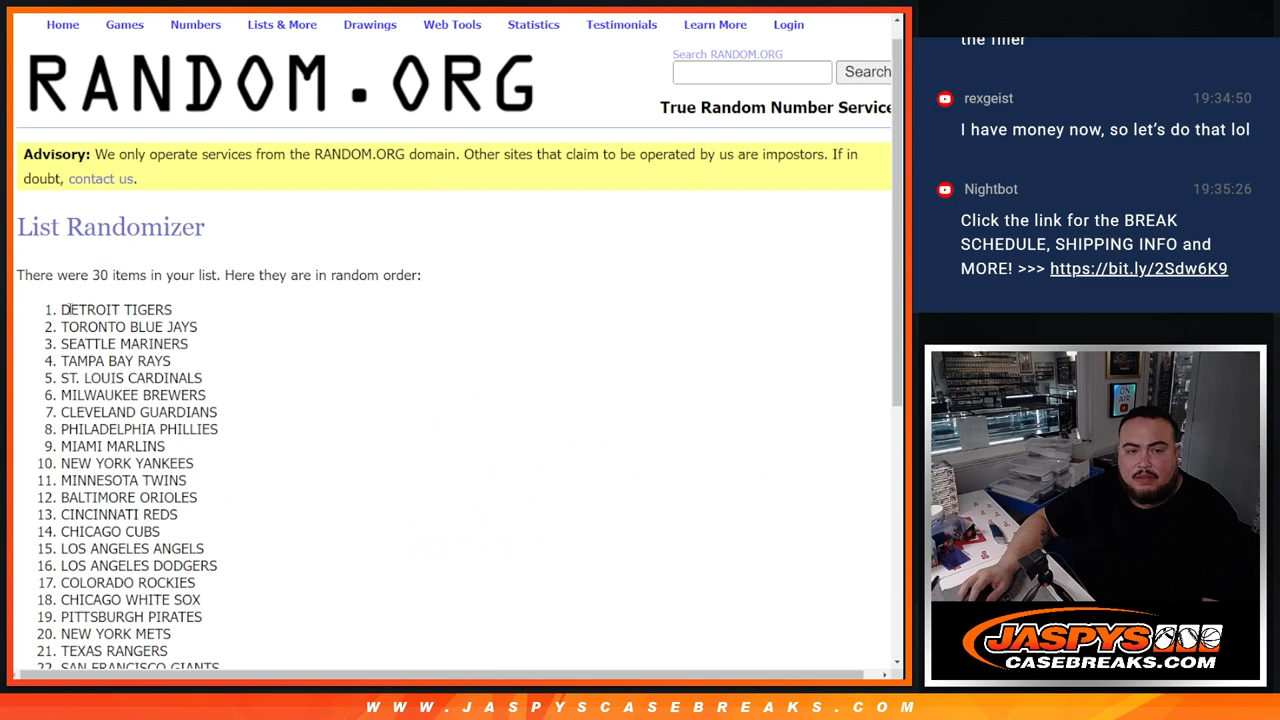 Home Games Numbers Lists & More Drawings Web Tools Statistics Testimonials Learn More Login
RANDOM.ORG
Search RANDOM.ORG
Search
True Random Number Service
Advisory: We only operate services from the RANDOM.ORG domain. Other sites that claim to be operated by us are impostors. If in
doubt, contact us.
List Randomizer
There were 30 items in your list. Here they are in random order:
1. DETROIT TIGERS
2. TORONTO BLUE JAYS
3. SEATTLE MARINERS
4. TAMPA BAY RAYS
5. ST. LOUIS CARDINALS
6. MILWAUKEE BREWERS
7. CLEVELAND GUARDIANS
8. PHILADELPHIA PHILLIES
9. MIAMI MARLINS
10. NEW YORK YANKEES
11. MINNESOTA TWINS
12. BALTIMORE ORIOLES
13. CINCINNATI REDS
14. CHICAGO CUBS
15. LOS ANGELES ANGELS
16. LOS ANGELES DODGERS
17. COLORADO ROCKIES
18. CHICAGO WHITE SOX
19. PITTSBURGH PIRATES
20. NEW YORK METS
21. TEXAS RANGERS
22. SAN FRANCISCO GIANTS
the filler
rexgeist 19:34:50
I have money now, so let's do that lol
Nightbot 19:35:26
Click the link for the BREAK
SCHEDULE, SHIPPING INFO and
MORE! >>> https://bit.ly/2Sdw6K9
ON
AIR
JASPYS
CASEBREAKS.COM
WWW.JASPYSCASEBREAKS.COM